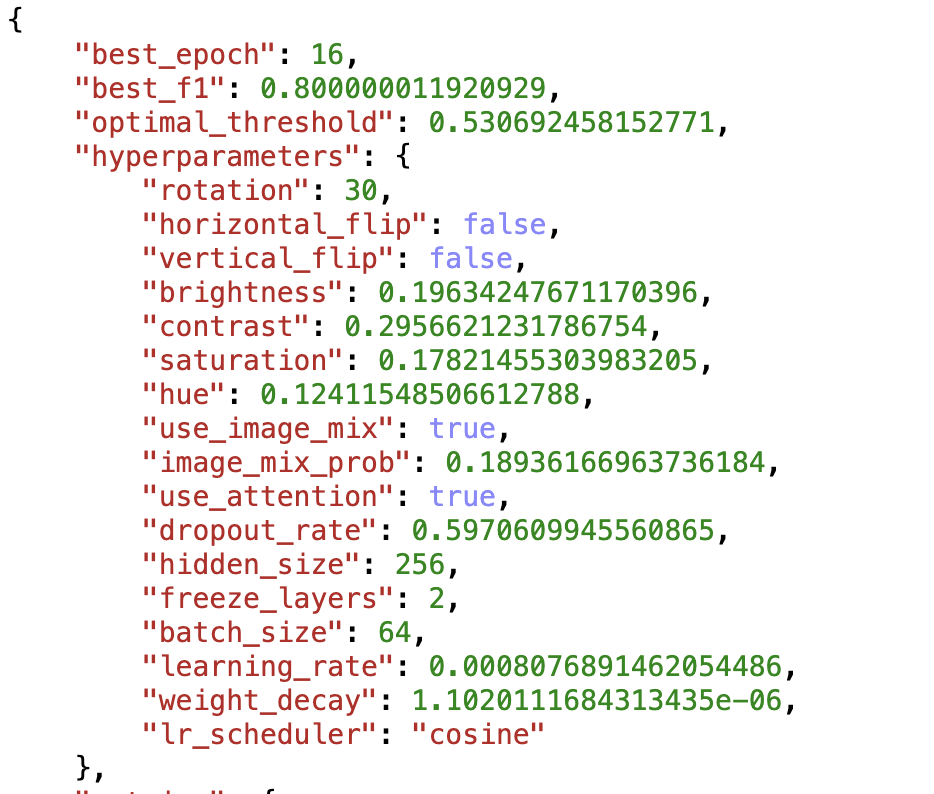 {
    "best_epoch": 16,
    "best_f1": 0.800000011920929,
    "optimal_threshold": 0.530692458152771,
    "hyperparameters": {
        "rotation": 30,
        "horizontal_flip": false,
        "vertical_flip": false,
        "brightness": 0.19634247671170396,
        "contrast": 0.2956621231786754,
        "saturation": 0.17821455303983205,
        "hue": 0.12411548506612788,
        "use_image_mix": true,
        "image_mix_prob": 0.18936166963736184,
        "use_attention": true,
        "dropout_rate": 0.5970609945560865,
        "hidden_size": 256,
        "freeze_layers": 2,
        "batch_size": 64,
        "learning_rate": 0.0008076891462054486,
        "weight_decay": 1.1020111684313435e-06,
        "lr_scheduler": "cosine"
    },